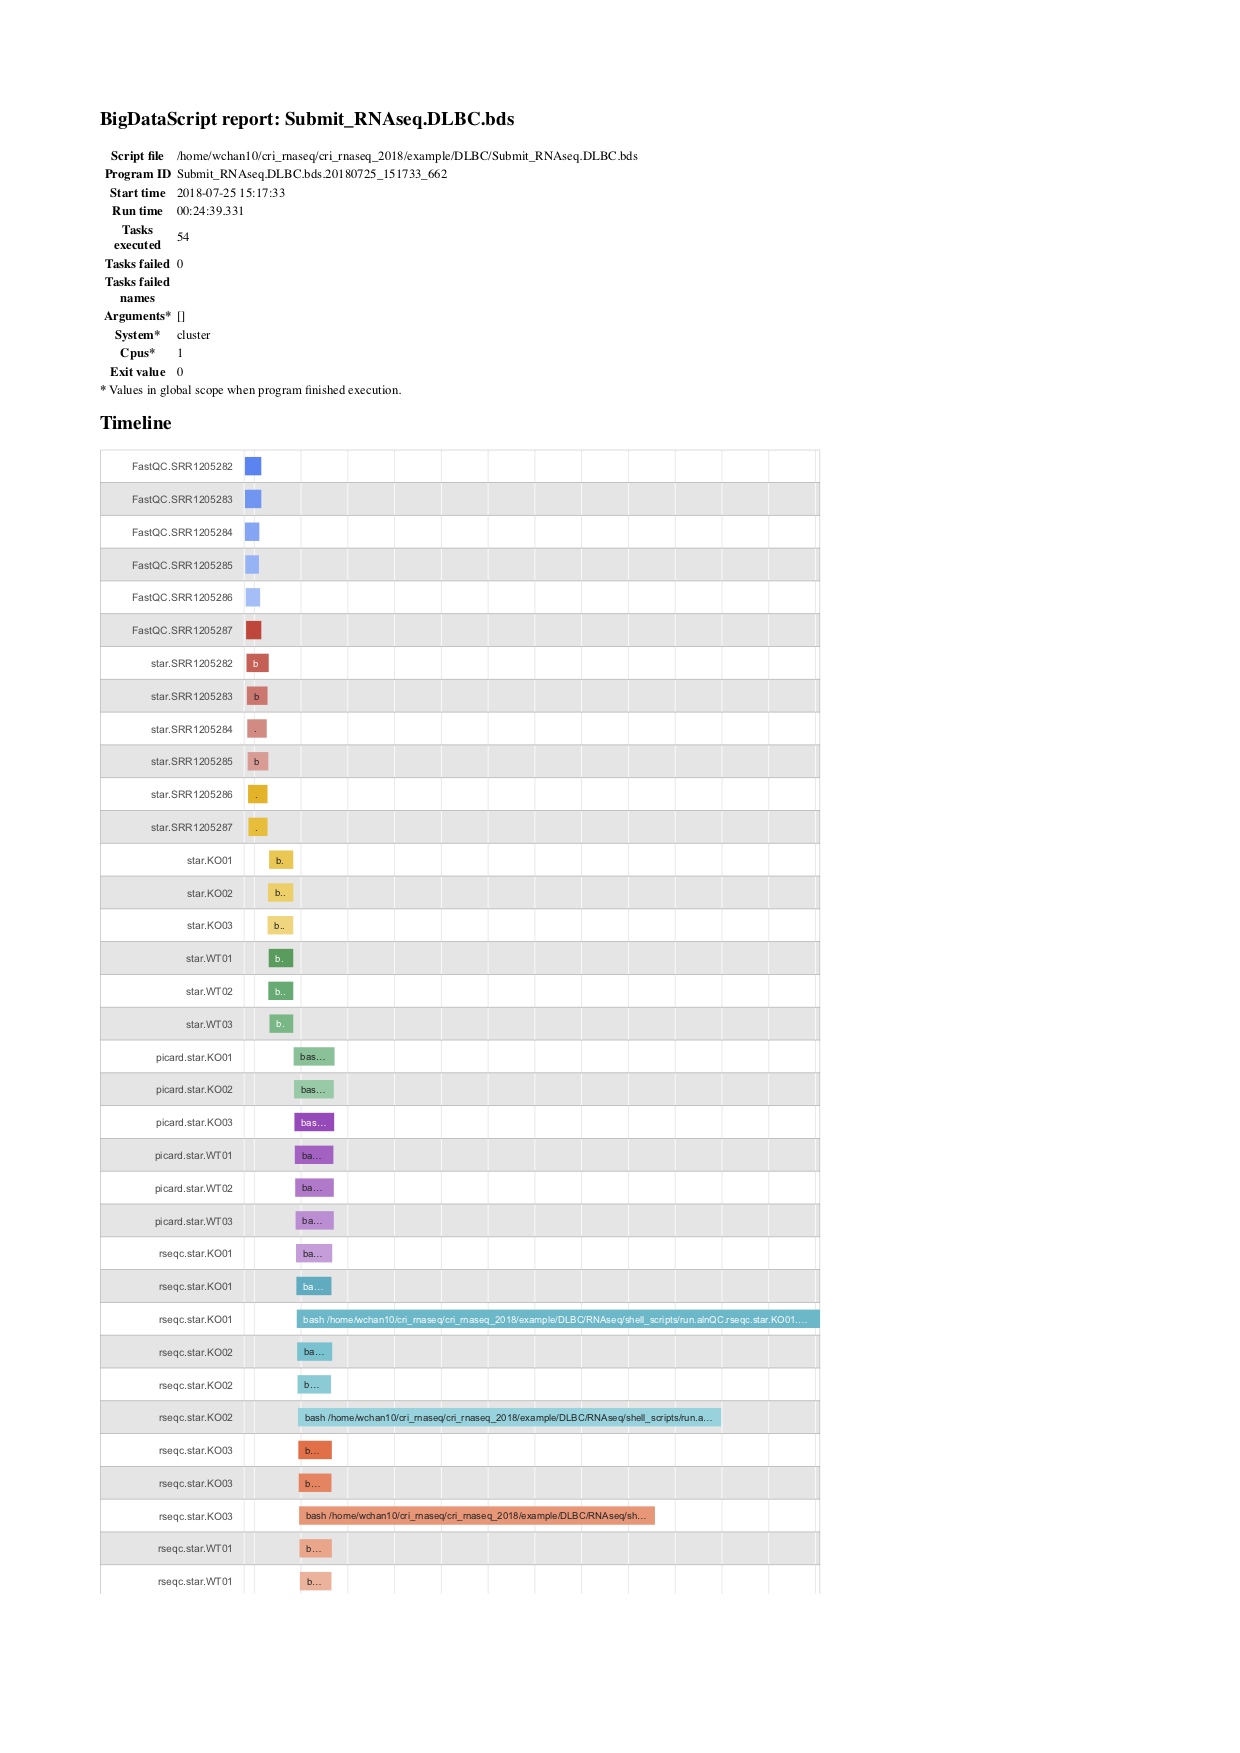 BigDataScript report: Submit_RNAseq.DLBC.bds
Script file /home/wchan10/cri_rnaseq/cri_rnaseq_2018/example/DLBC/Submit_RNAseq.DLBC.bds
Program ID Submit_RNAseq.DLBC.bds.20180725_151733_662
Start time 2018-07-25 15:17:33
Run time 00:24:39.331
Tasks
executed 54
Tasks failed 0
Tasks failed
names
Arguments* []
System* cluster
Cpus* 1
Exit value 0
* Values in global scope when program finished execution.
Timeline
FastQC.SRR1205282
FastQC.SRR1205283
FastQC.SRR1205284
FastQC.SRR1205285
FastQC.SRR1205286
FastQC.SRR1205287
star.SRR1205282 b
star.SRR1205283 b
star.SRR1205284 .
star.SRR1205285 b
star.SRR1205286 .
star.SRR1205287 .
star.KO01 b.
star.KO02 b..
star.KO03 b..
star.WT01 b.
star.WT02 b..
star.WT03 b.
picard.star.KO01 bas...
picard.star.KO02 bas...
picard.star.KO03 bas...
picard.star.WT01 ba...
picard.star.WT02 ba...
picard.star.WT03 ba...
rseqc.star.KO01 ba...
rseqc.star.KO01 ba...
rseqc.star.KO01 bash /home/wchan10/cri_rnaseq/cri_rnaseq_2018/example/DLBC/RNAseq/shell_scripts/run.alnQC.rseqc.star.KO01....
rseqc.star.KO02 ba...
rseqc.star.KO02 b...
rseqc.star.KO02 bash /home/wchan10/cri_rnaseq/cri_rnaseq_2018/example/DLBC/RNAseq/shell_scripts/run.a...
rseqc.star.KO03 b...
rseqc.star.KO03 b...
rseqc.star.KO03 bash /home/wchan10/cri_rnaseq/cri_rnaseq_2018/example/DLBC/RNAseq/sh...
rseqc.star.WT01 b...
rseqc.star.WT01 b...